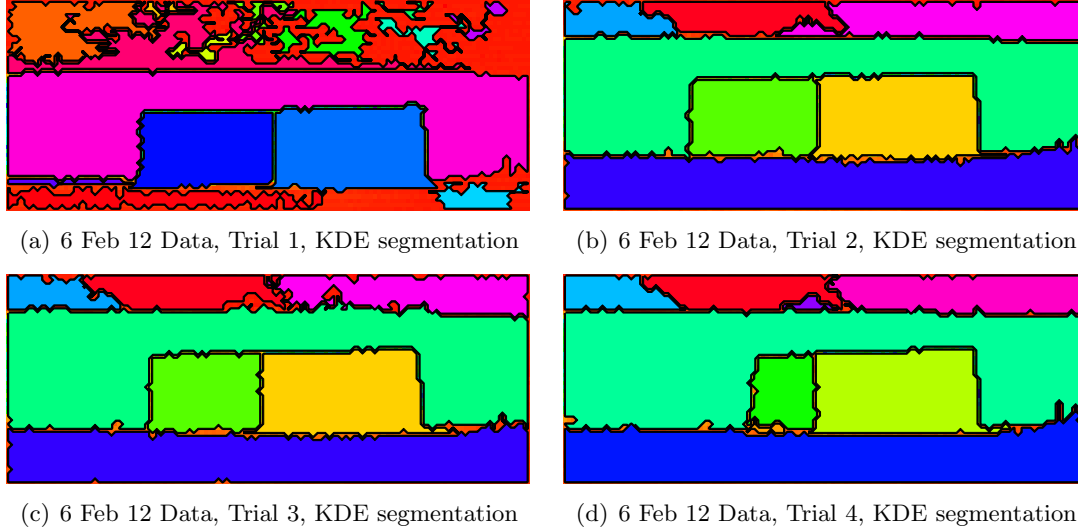 (a) 6 Feb 12 Data, Trial 1, KDE segmentation
(b) 6 Feb 12 Data, Trial 2, KDE segmentation
(c) 6 Feb 12 Data, Trial 3, KDE segmentation
(d) 6 Feb 12 Data, Trial 4, KDE segmentation